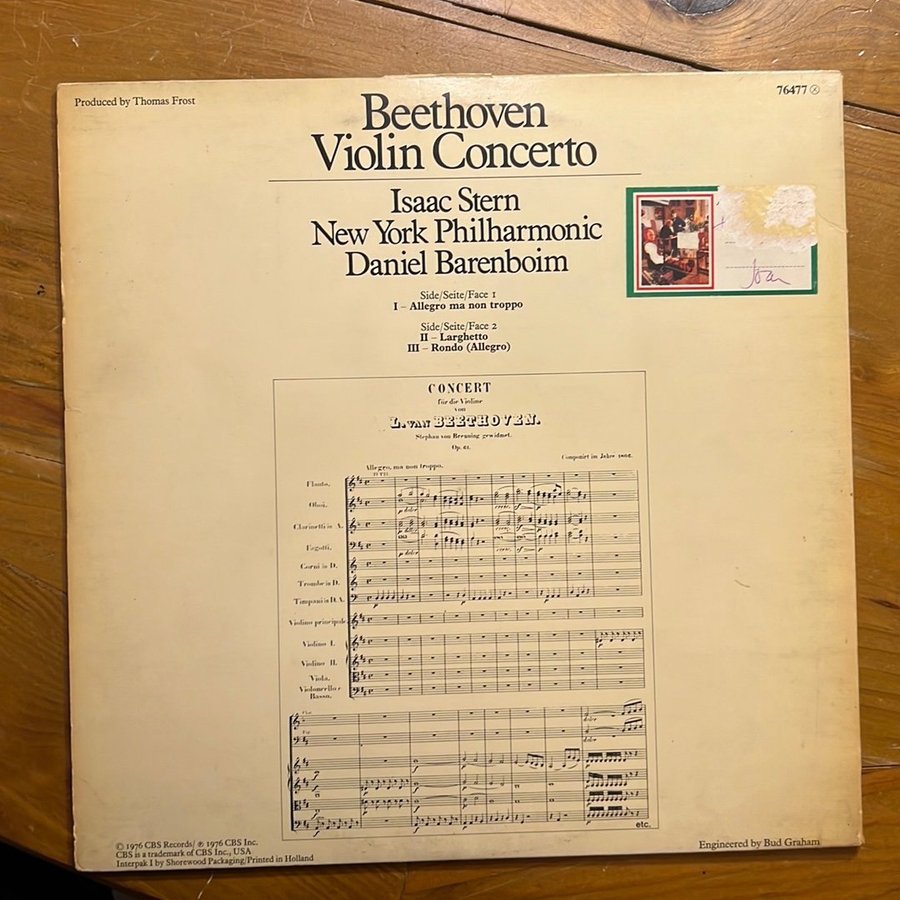 Produced by Thomas Frost
76477 Ⓧ
Beethoven
Violin Concerto
Isaac Stern
New York Philharmonic
Daniel Barenboim
Side/Seite/Face 1
I – Allegro ma non troppo
Side/Seite/Face 2
II – Larghetto
III – Rondo (Allegro)
Joan
CONCERT
für die Violine
von
L. VAN BEETHOVEN.
Stephan von Breuning gewidmet.
Op. 61.
Componirt im Jahre 1806.
Allegro, ma non troppo.
TUTTI
Flauto.
Oboi.
Clarinetti in A.
Fagotti.
Corni in D.
Trombe in D.
Timpani in D.A.
Violino principale.
Violino I.
Violino II.
Viola.
Violoncello e
Basso.
etc.
© 1976 CBS Records/ ℗ 1976 CBS Inc.
CBS is a trademark of CBS Inc., USA
Interpak I by Shorewood Packaging/Printed in Holland
Engineered by Bud Graham